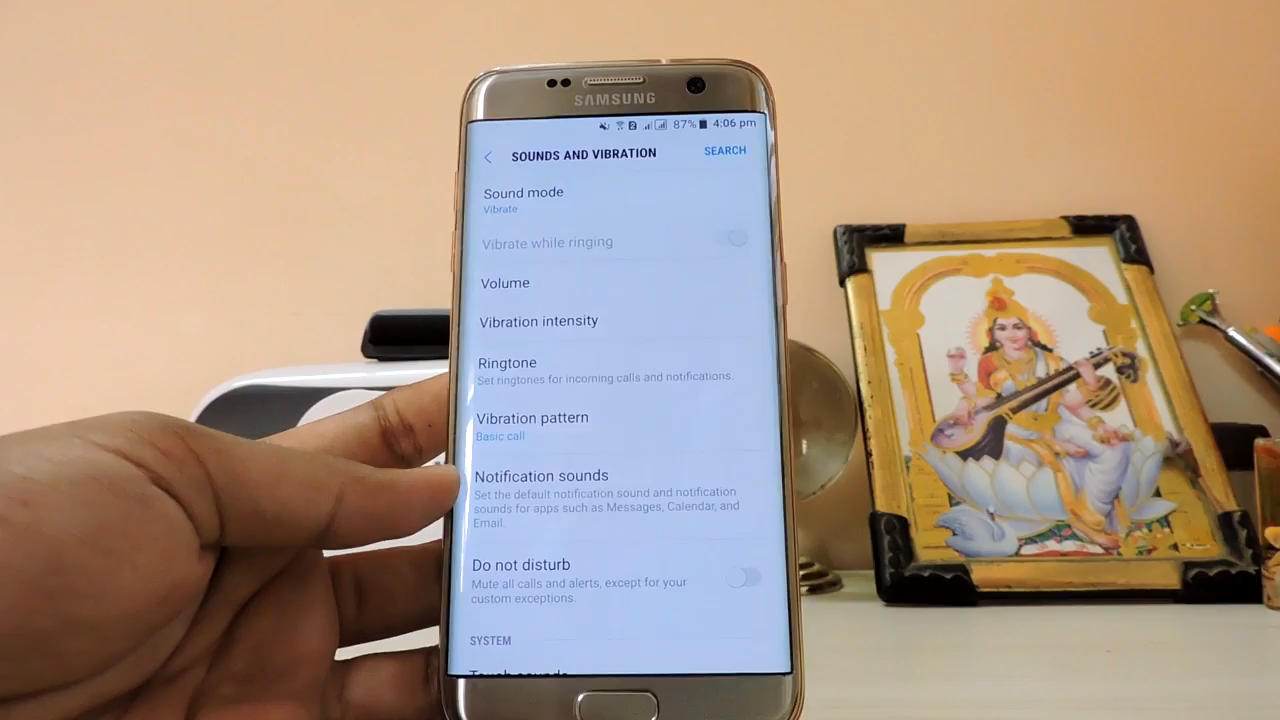 SAMSUNG
87% 4:06 pm
SOUNDS AND VIBRATION SEARCH
Sound mode
Vibrate
Vibrate while ringing
Volume
Vibration intensity
Ringtone
Set ringtones for incoming calls and notifications.
Vibration pattern
Basic call
Notification sounds
Set the default notification sound and notification
sounds for apps such as Messages, Calendar, and
Email.
Do not disturb
Mute all calls and alerts, except for your
custom exceptions.
SYSTEM
Touch sounds